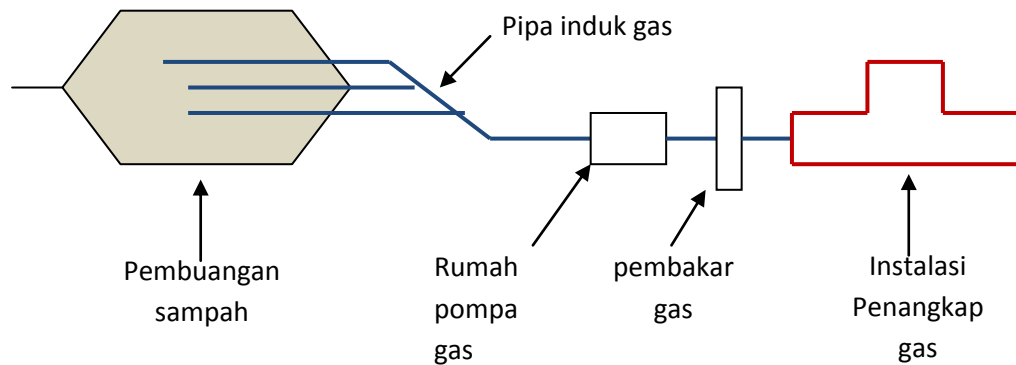 Pipa induk gas
Pembuangan
sampah
Rumah
pompa
gas
pembakar
gas
Instalasi
Penangkap
gas